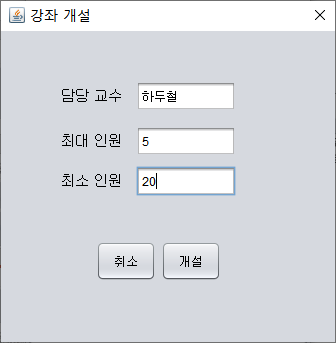 강좌 개설
담당 교수 하두철
최대 인원 5
최소 인원 20
취소 개설